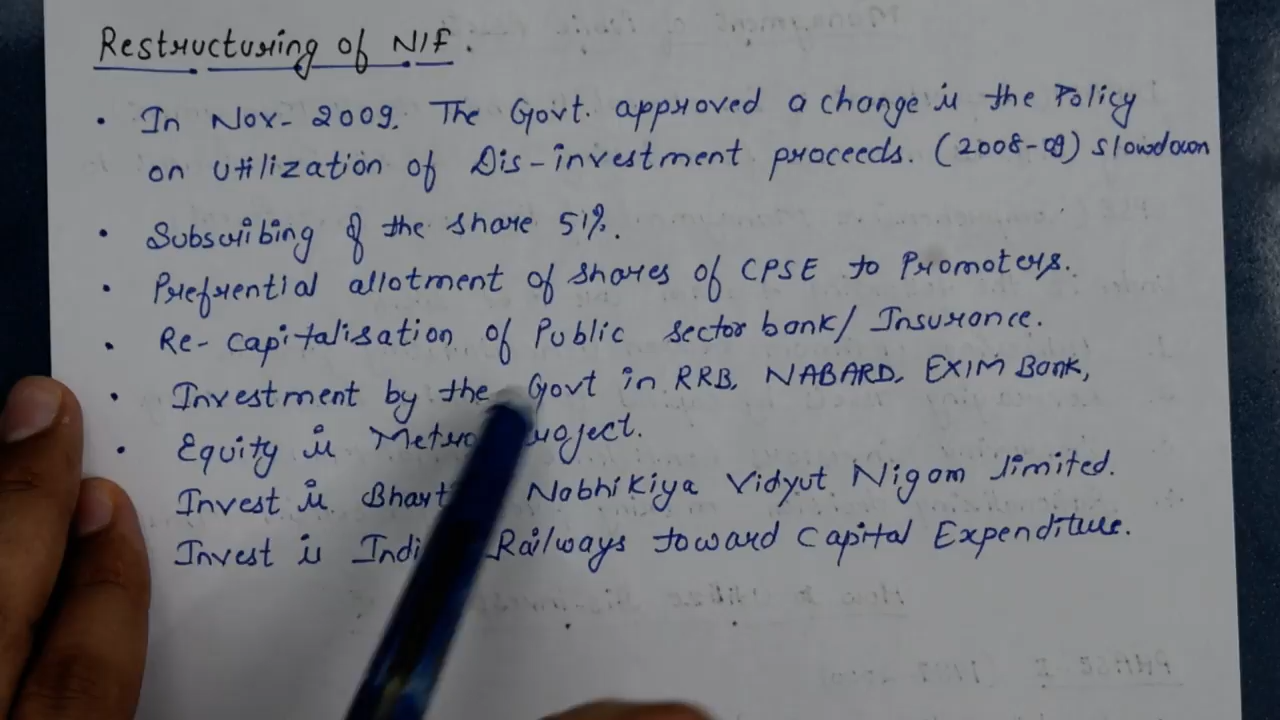 Restructuring of NIF.
• In Nov- 2009. The Govt. approved a change in the Policy
on utilization of Dis-investment proceeds. (2008-09) slowdown
• Subscribing of the share 51%.
• Prefrential allotment of shares of CPSE to Promoters.
• Re-capitalisation of Public sector bank/ Insurance.
• Investment by the Govt in RRB, NABARD, EXIM Bank,
• Equity in
Invest in Nabhikiya Vidyut Nigam limited.
Invest in Railways toward Capital Expenditure.